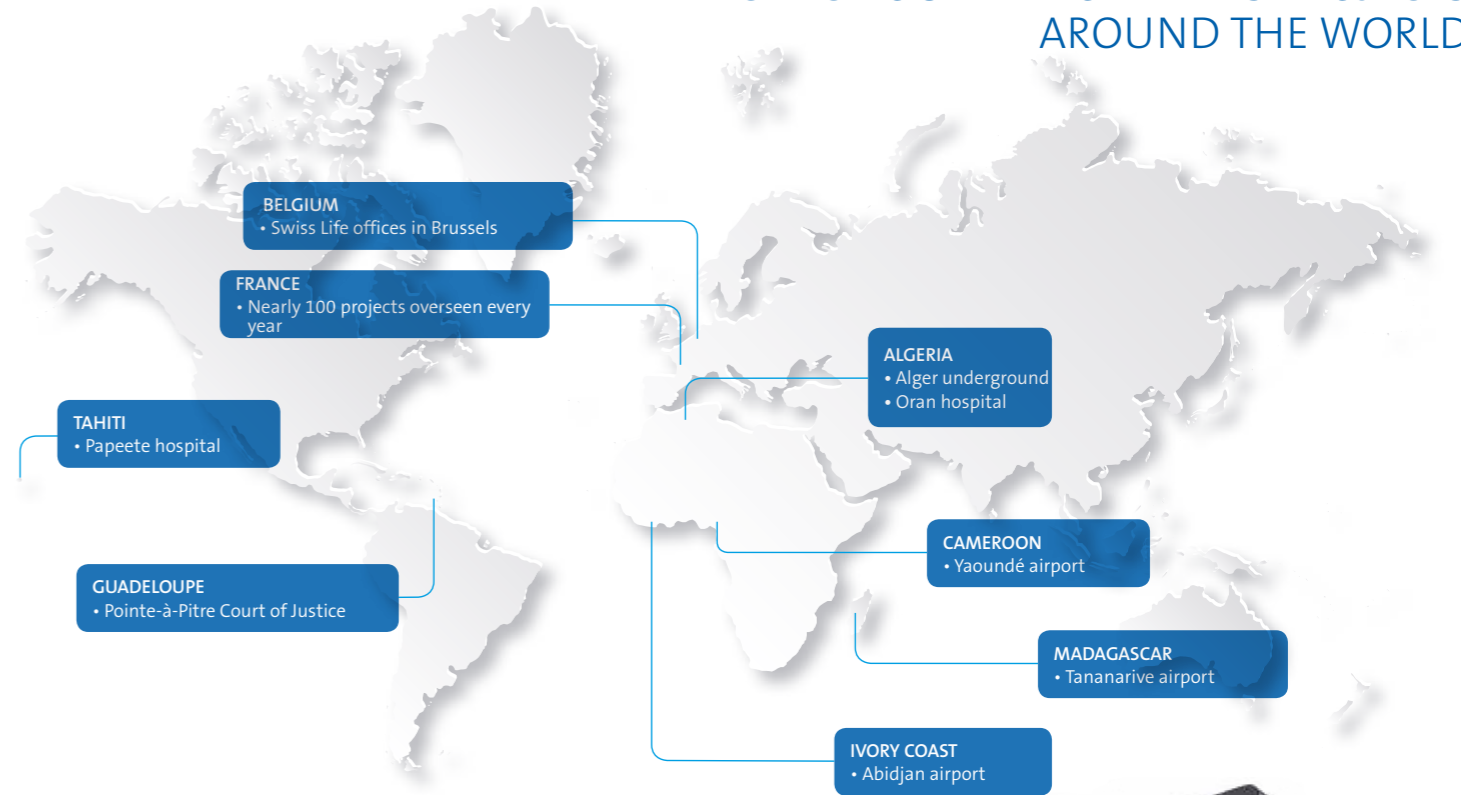 AROUND THE WORLD
BELGIUM
• Swiss Life offices in Brussels
FRANCE
• Nearly 100 projects overseen every
year
ALGERIA
• Alger underground
• Oran hospital
TAHITI
• Papeete hospital
CAMEROON
• Yaoundé airport
GUADELOUPE
• Pointe-à-Pitre Court of Justice
MADAGASCAR
• Tananarive airport
IVORY COAST
• Abidjan airport